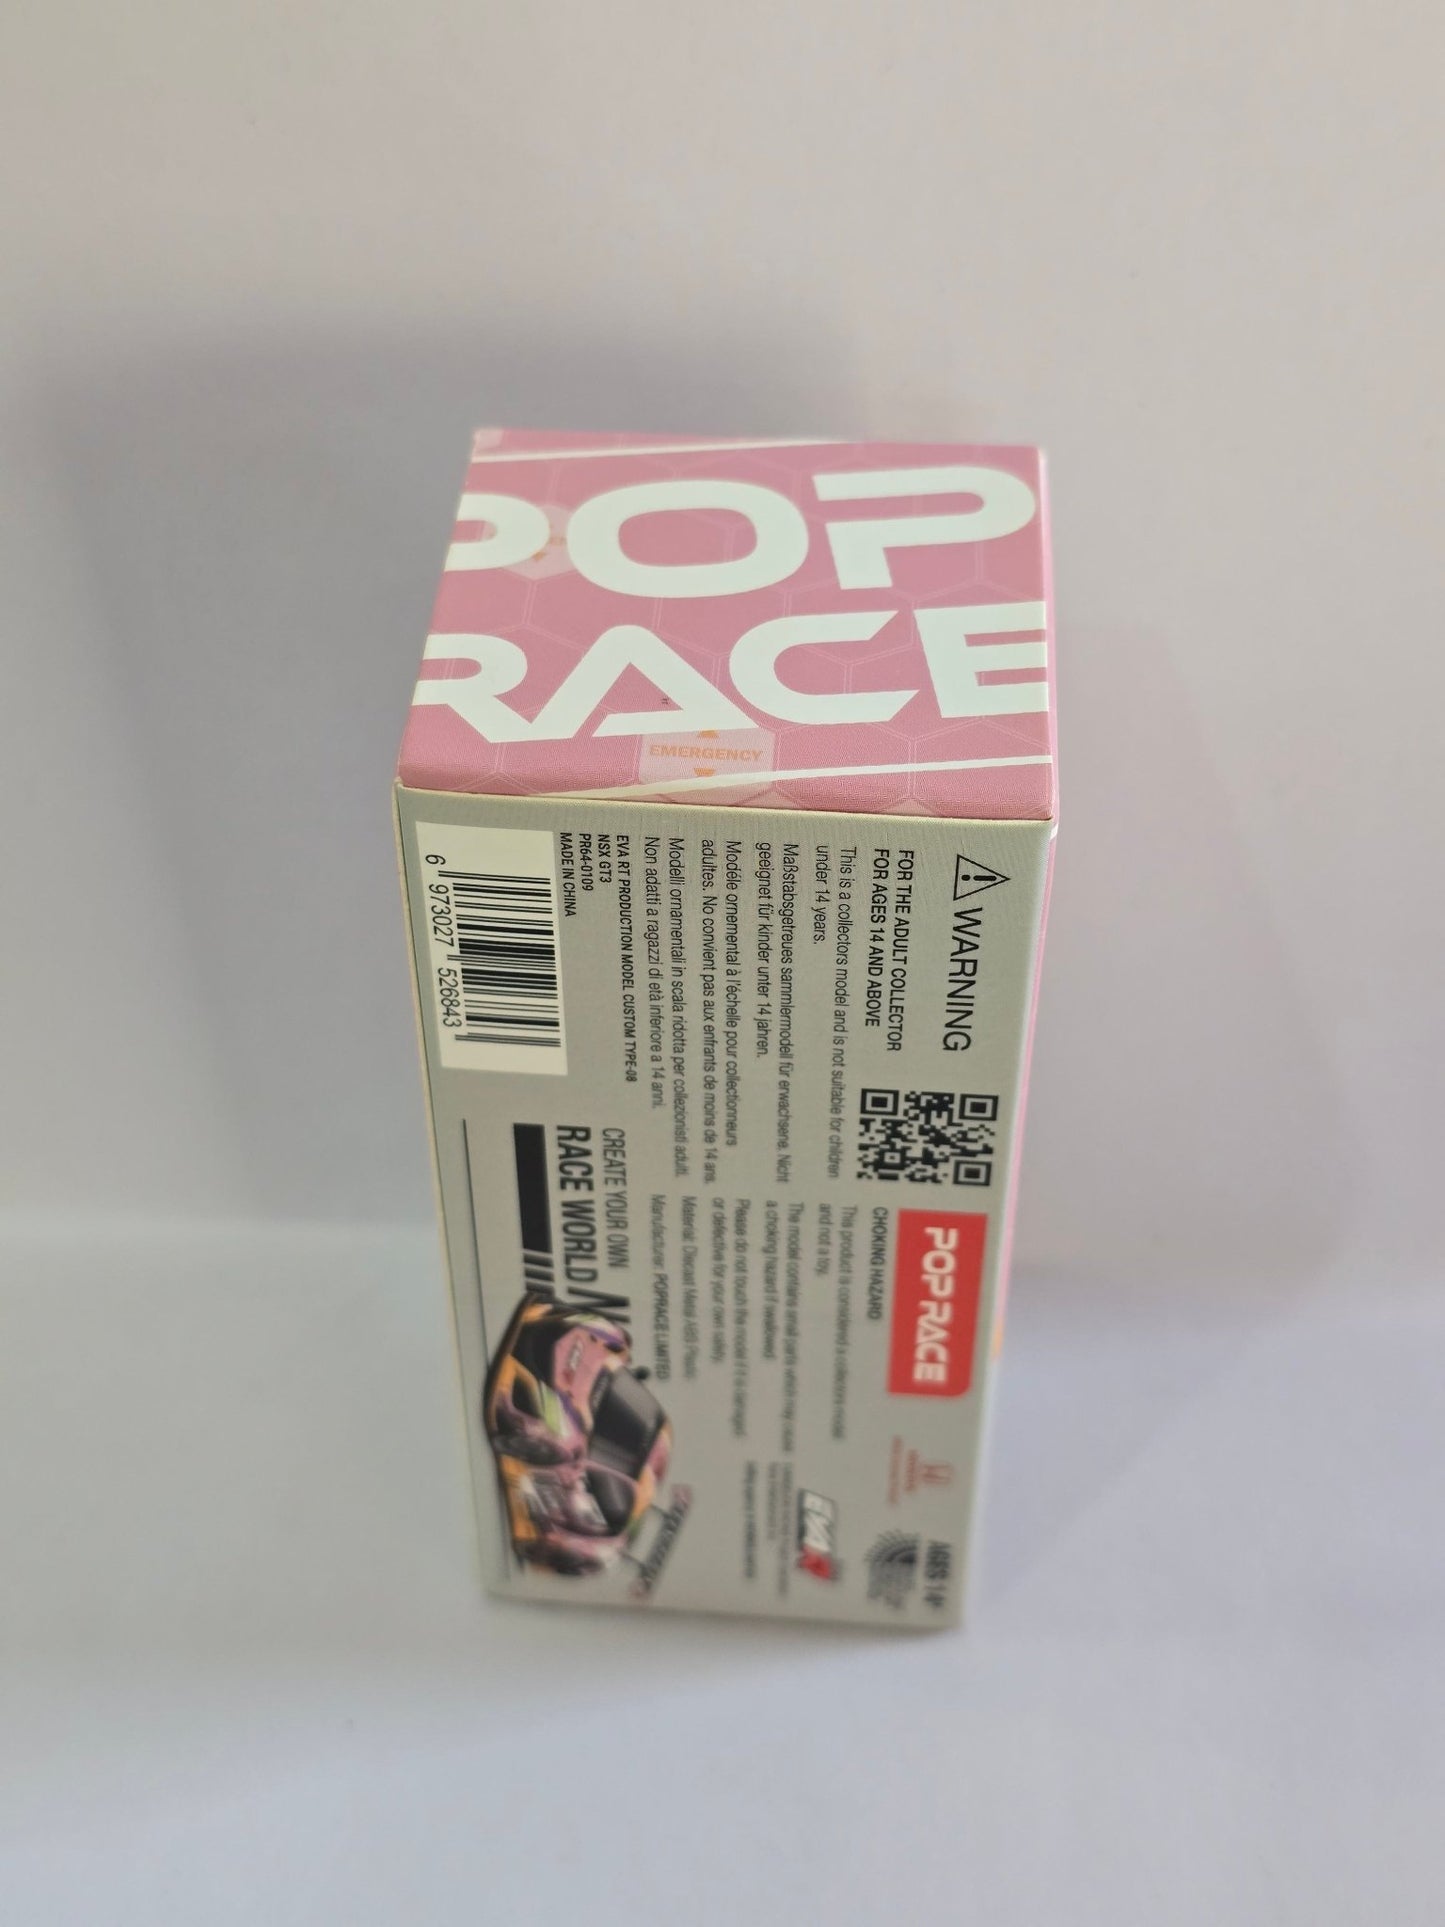 POP
RACE
EMERGENCY
WARNING
FOR THE ADULT COLLECTOR
FOR AGES 14 AND ABOVE
This is a collectors model and is not suitable for children
under 14 years.
Maßstabsgetreues sammlermodell für erwachsene. Nicht
geeignet für kinder unter 14 jahren.
Modéle ornemental à l'échelle pour collectionneurs
adultes. No convient pas aux enfrants de moins de 14 ans.
Modelli ornamentali in scala ridotta per collezionisti adulti.
Non adatti a ragazzi di età inferiore a 14 anni.
EVA RT PRODUCTION MODEL CUSTOM TYPE-08
NSX GT3
PR64-0109
MADE IN CHINA
6 973027 526843
POP RACE
CHOKING HAZARD
This product is considered a collectors model
and not a toy.
The model contains small parts which may cause
a choking hazard if swallowed.
Please do not touch the model if it is damaged
or defective for your own safety.
Material: Diecast Metal ABS Plastic
Manufacturer: POPRACE LIMITED
CREATE YOUR OWN
RACE WORLD
HONDA
EVA
AGES 14+